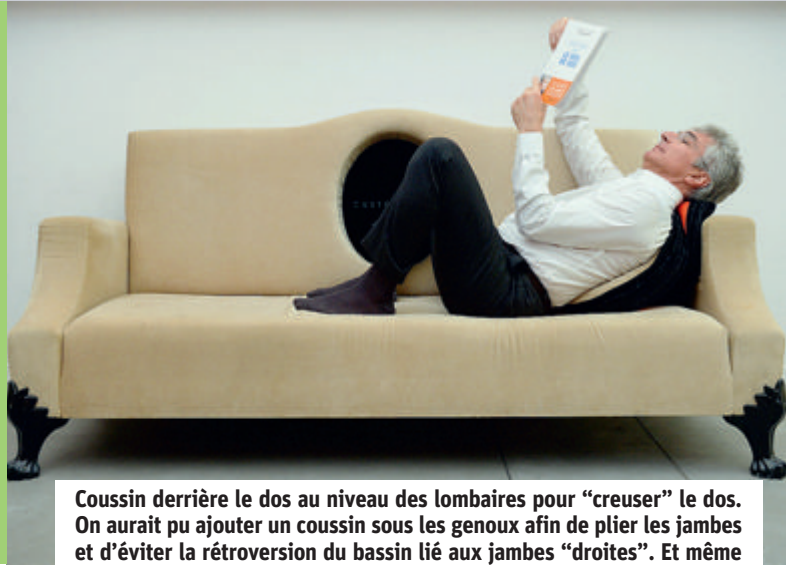 Coussin derrière le dos au niveau des lombaires pour “creuser” le dos.
On aurait pu ajouter un coussin sous les genoux afin de plier les jambes
et d’éviter la rétroversion du bassin lié aux jambes “droites”. Et même